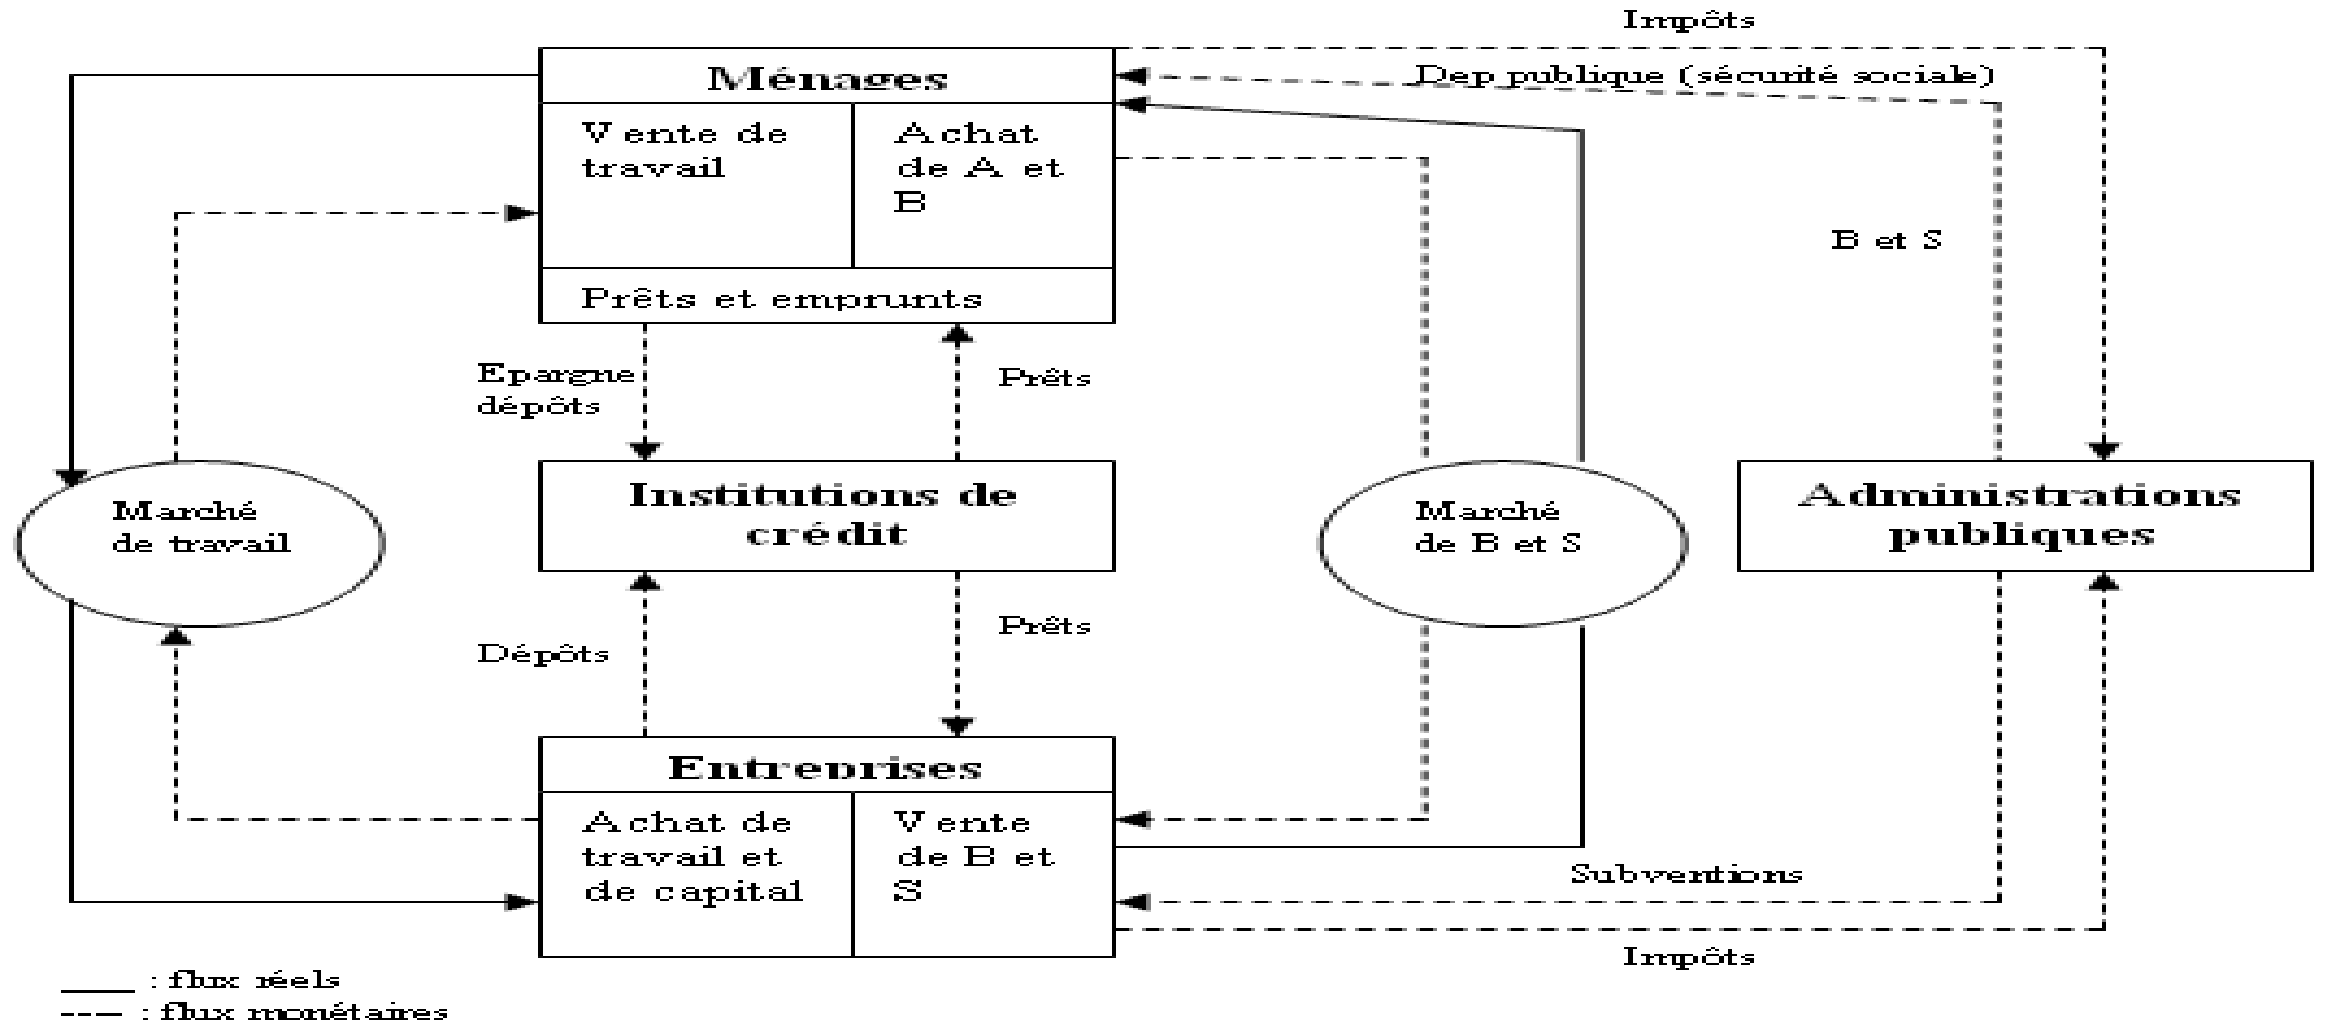 Impôts
Ménages
Dep publique (sécurité sociale)
Vente de
travail
Achat
de A et
B
B et S
Prêts et emprunts
Epargne
dépôts
Prêts
Marché
de travail
Institutions de
crédit
Marché
de B et S
Administrations
publiques
Dépôts
Prêts
Entreprises
Achat de
travail et
de capital
Vente
de B et
S
Subventions
Impôts
: flux réels
: flux monétaires